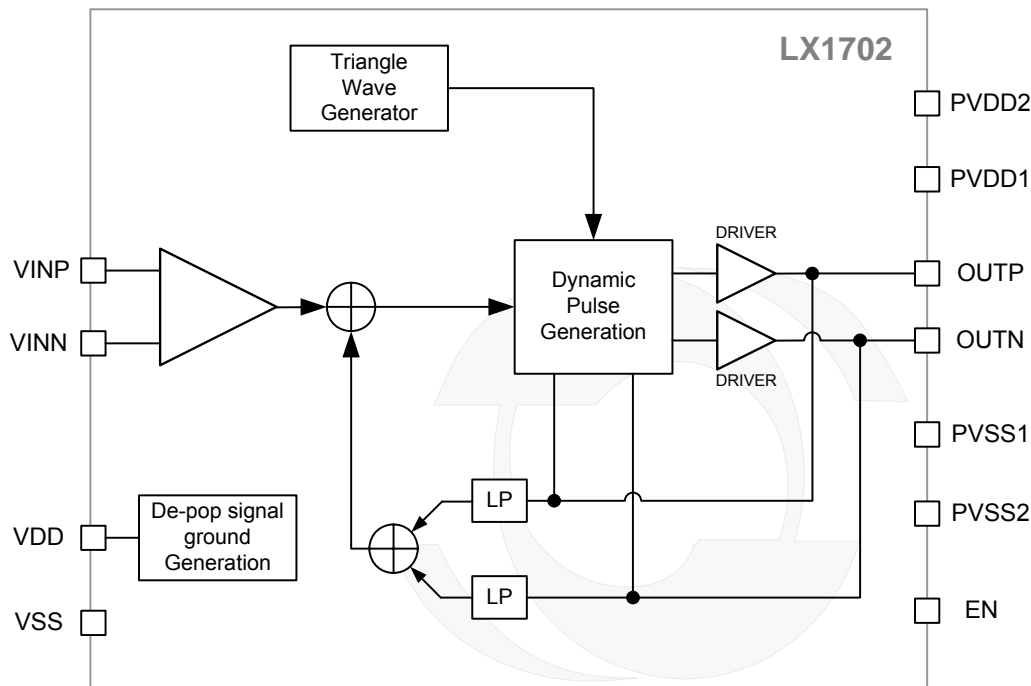 LX1702
Triangle
Wave
Generator
PVDD2
PVDD1
DRIVER
VINP
Dynamic
Pulse
Generation
OUTP
VINN
OUTN
DRIVER
PVSS1
LP
VDD
De-pop signal
ground
Generation
PVSS2
LP
VSS
EN